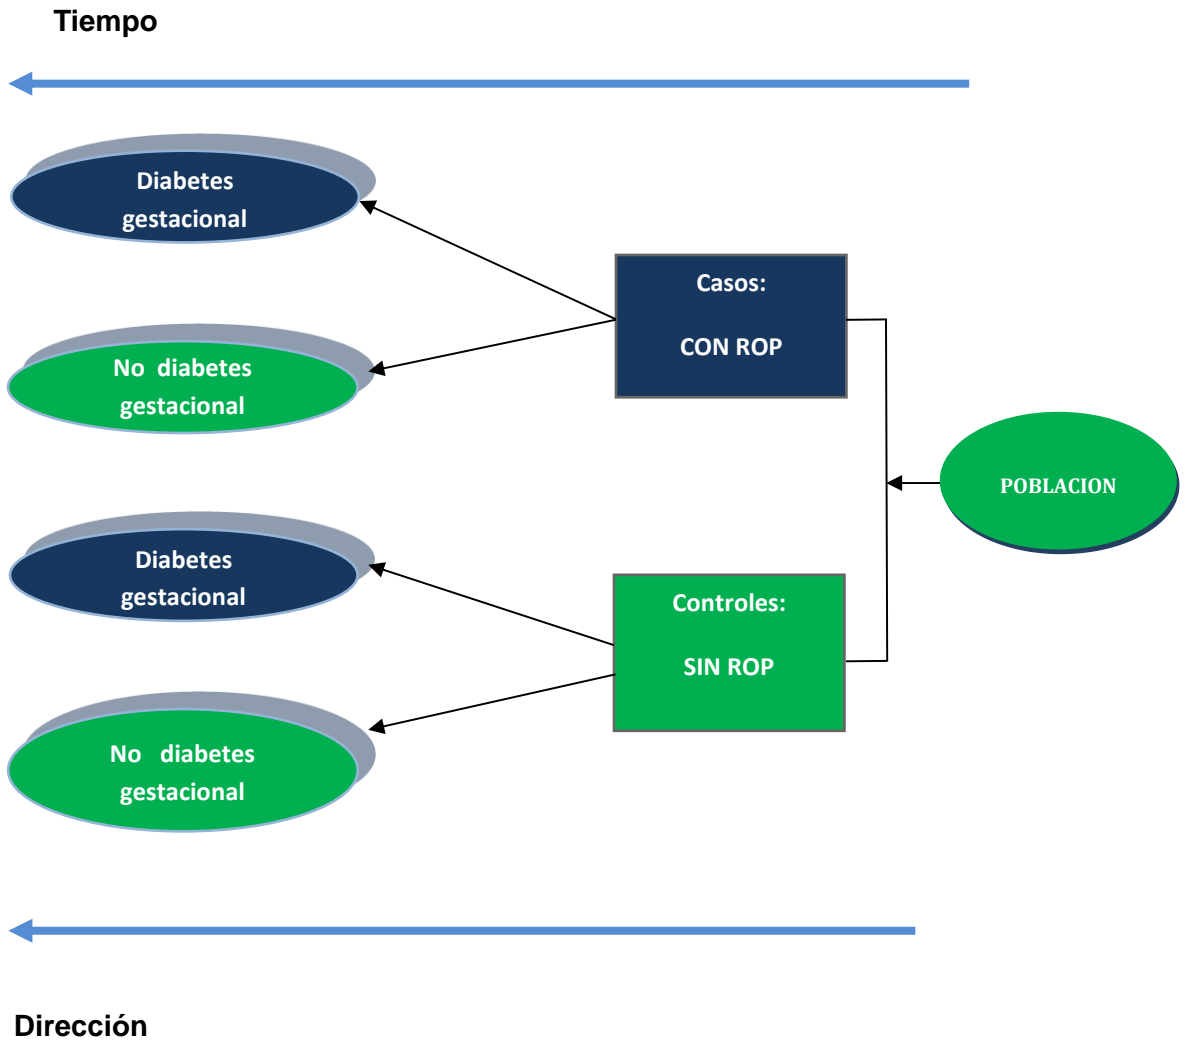 Tiempo
Diabetes
gestacional
No diabetes
gestacional
Diabetes
gestacional
No diabetes
gestacional
Casos:
CON ROP
Controles:
SIN ROP
POBLACION
Dirección